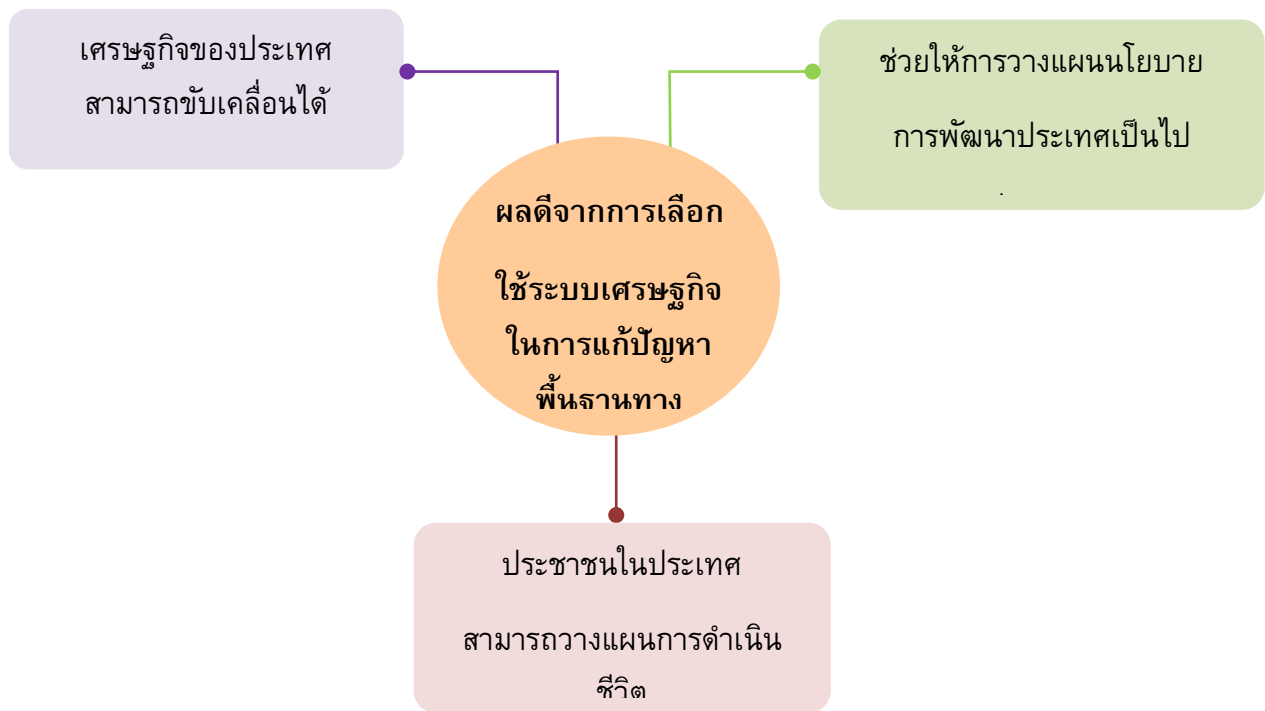 เศรษฐกิจของประเทศ
สามารถขับเคลื่อนได้
ช่วยให้การวางแผนนโยบาย
การพัฒนาประเทศเป็นไป
ผลดีจากการเลือก
ใช้ระบบเศรษฐกิจ
ในการแก้ปัญหา
พื้นฐานทาง
ประชาชนในประเทศ
สามารถวางแผนการดำเนิน
ชีวิต